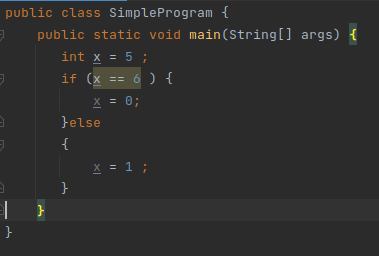 public class SimpleProgram {
    public static void main(String[] args) {
        int x = 5 ;
        if (x == 6 ) {
            x = 0;
        }else
        {
            x = 1 ;
        }
    }
}